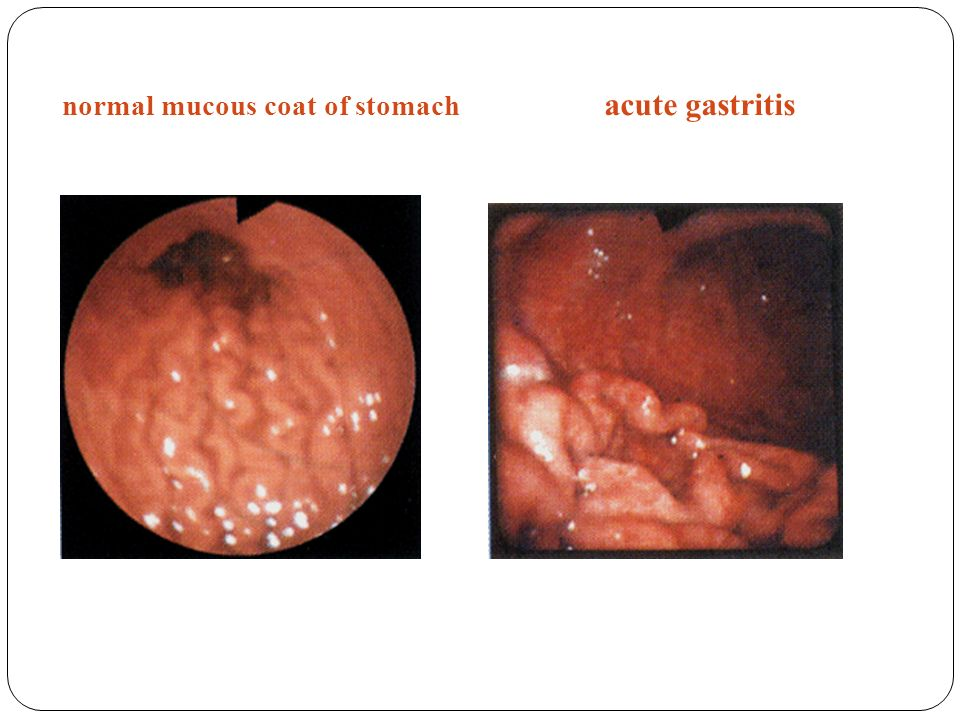 normal mucous coat of stomach
acute gastritis